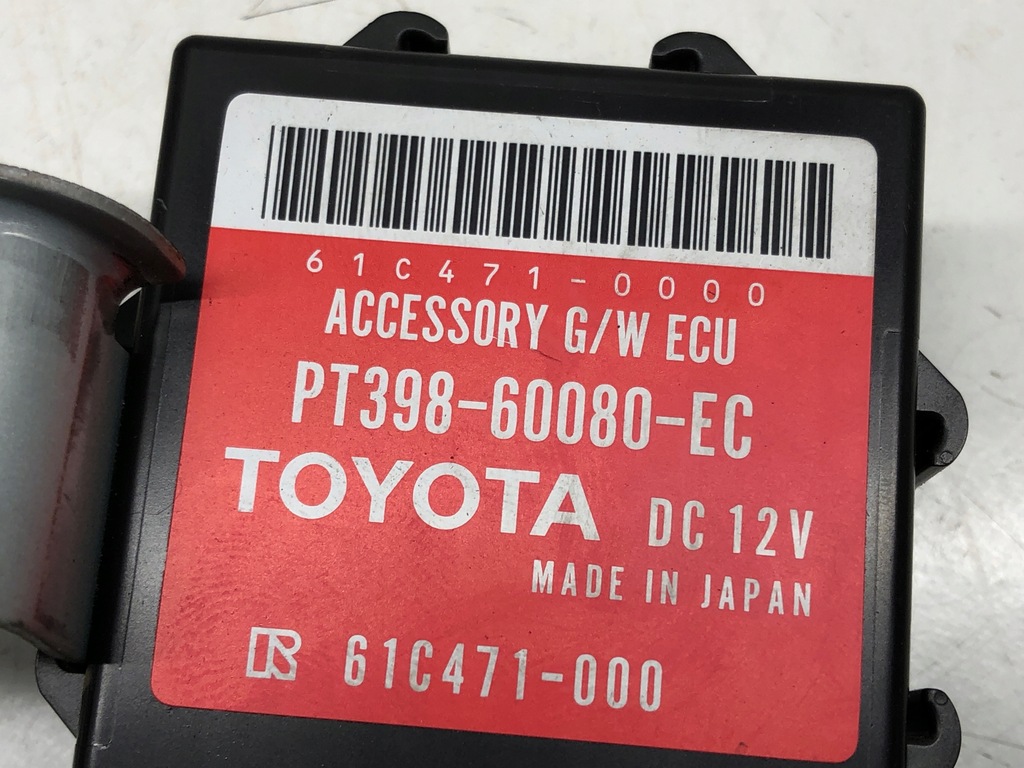 61C471-0000
ACCESSORY G/W ECU
PT398-60080-EC
TOYOTA DC 12V
MADE IN JAPAN
R 61C471-000